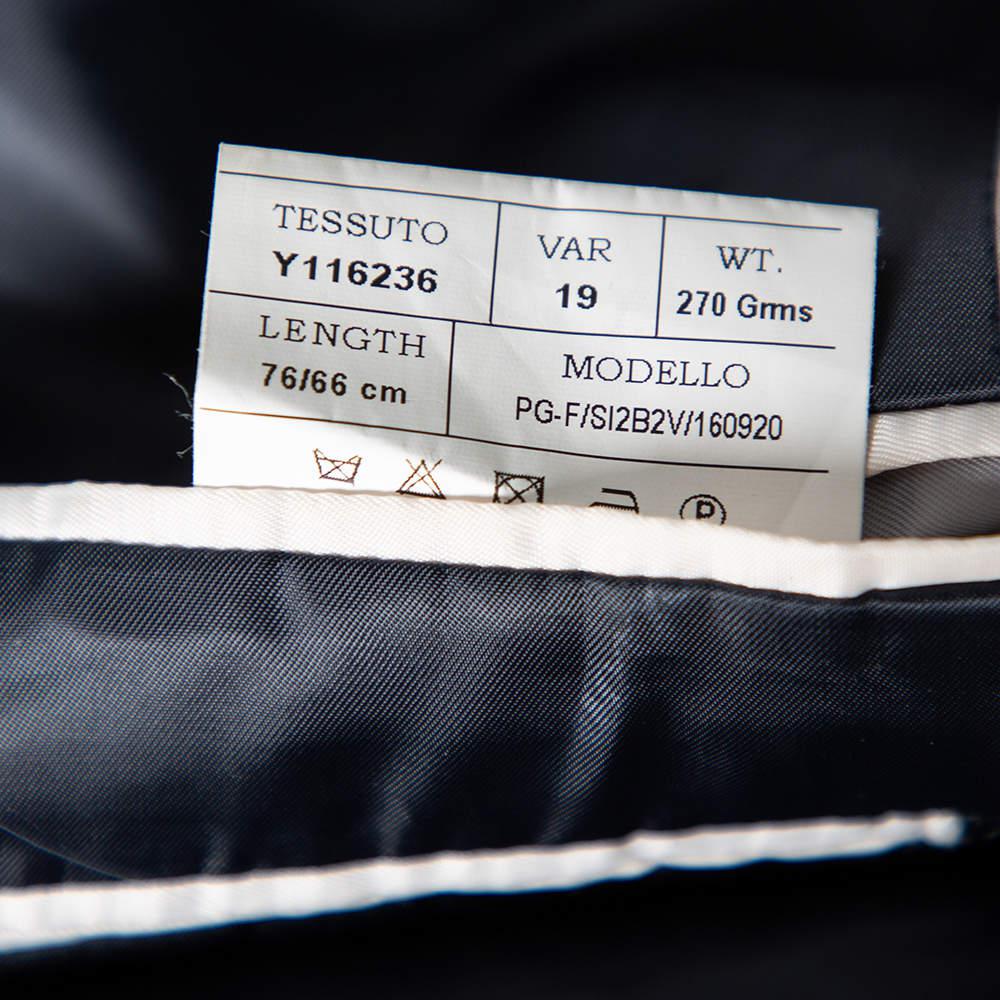 TESSUTO
Y116236
VAR
19
WT.
270 Grms
LENGTH
76/66 cm
MODELLO
PG-F/SI2B2V/160920
P